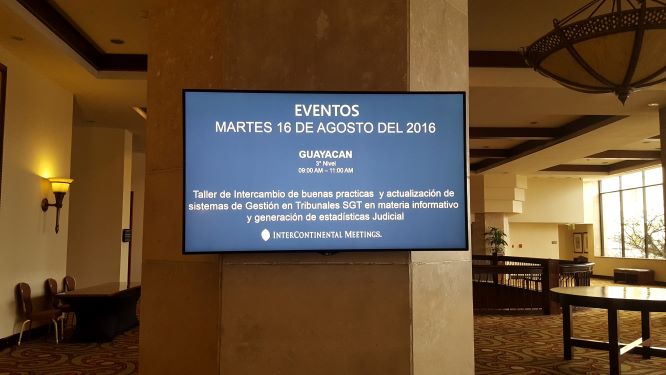 EVENTOS
MARTES 16 DE AGOSTO DEL 2016
GUAYACAN
3° Nivel
09:00 AM – 11:00 AM
Taller de Intercambio de buenas practicas y actualización de
sistemas de Gestión en Tribunales SGT en materia informativo
y generación de estadísticas Judicial
INTERCONTINENTAL MEETINGS.